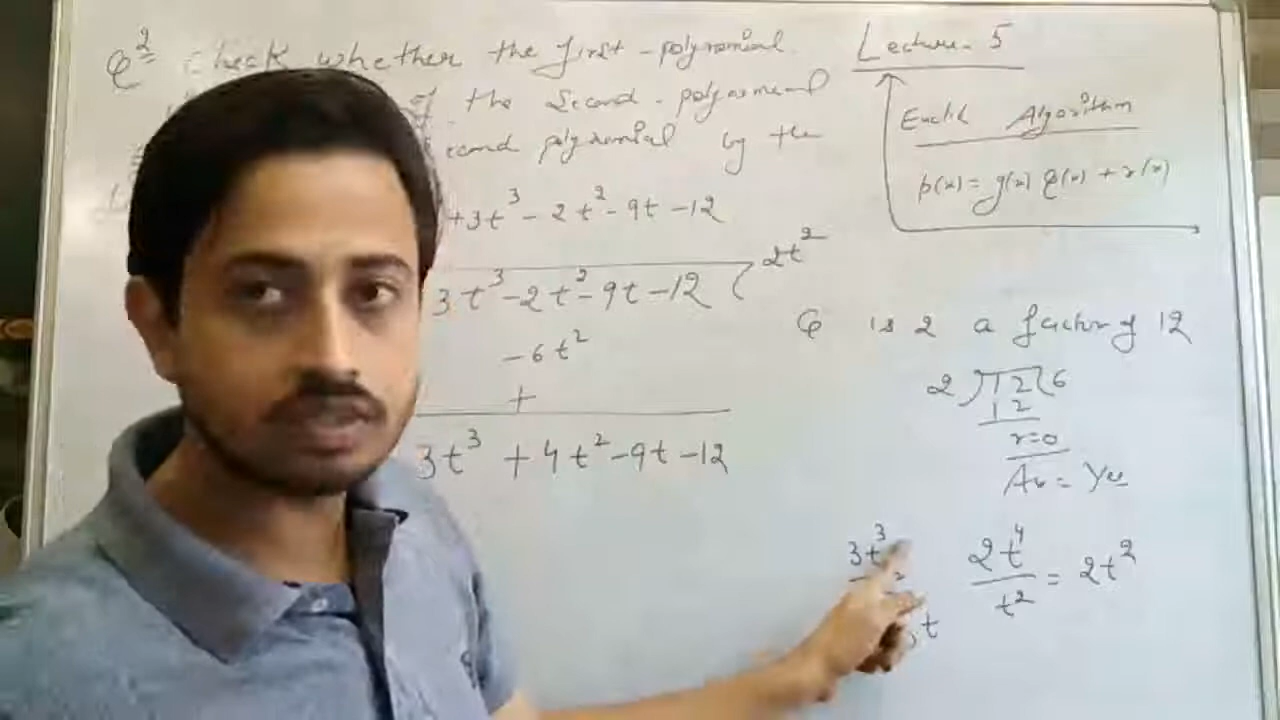 Q2 Check whether the first polynomial
of the Second polynomial
econd polynomial by the
+3t³ - 2t² - 9t - 12
3t³ - 2t² - 9t - 12 ( 2t²
- 6t²
+
3t³ + 4t² - 9t - 12
Lecture - 5
Euclid Algorithm
p(x) = g(x) q(x) + r(x)
Q is 2 a factor of 12
2 ) 12 ( 6
12
r=0
= Yes
3t³
2t⁴ / t² = 2t²
t